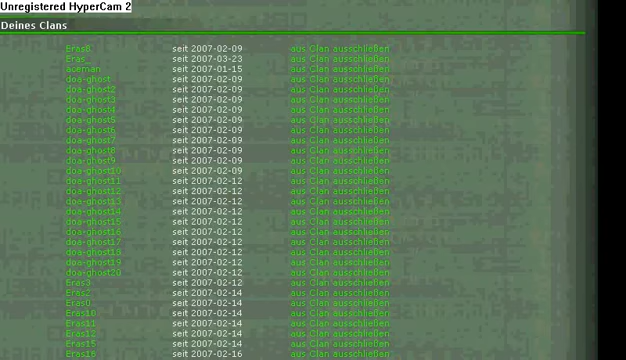 Unregistered HyperCam 2
Deines Clans
Eras8 seit 2007-02-09 aus Clan ausschließen
Eras_ seit 2007-03-23 aus Clan ausschließen
aceman seit 2007-01-15 aus Clan ausschließen
doa-ghost seit 2007-02-09 aus Clan ausschließen
doa-ghost2 seit 2007-02-09 aus Clan ausschließen
doa-ghost3 seit 2007-02-09 aus Clan ausschließen
doa-ghost4 seit 2007-02-09 aus Clan ausschließen
doa-ghost5 seit 2007-02-09 aus Clan ausschließen
doa-ghost6 seit 2007-02-09 aus Clan ausschließen
doa-ghost7 seit 2007-02-09 aus Clan ausschließen
doa-ghost8 seit 2007-02-09 aus Clan ausschließen
doa-ghost9 seit 2007-02-09 aus Clan ausschließen
doa-ghost10 seit 2007-02-09 aus Clan ausschließen
doa-ghost11 seit 2007-02-12 aus Clan ausschließen
doa-ghost12 seit 2007-02-12 aus Clan ausschließen
doa-ghost13 seit 2007-02-12 aus Clan ausschließen
doa-ghost14 seit 2007-02-12 aus Clan ausschließen
doa-ghost15 seit 2007-02-12 aus Clan ausschließen
doa-ghost16 seit 2007-02-12 aus Clan ausschließen
doa-ghost17 seit 2007-02-12 aus Clan ausschließen
doa-ghost18 seit 2007-02-12 aus Clan ausschließen
doa-ghost19 seit 2007-02-12 aus Clan ausschließen
doa-ghost20 seit 2007-02-12 aus Clan ausschließen
Eras3 seit 2007-02-12 aus Clan ausschließen
Eras2 seit 2007-02-14 aus Clan ausschließen
Eras0 seit 2007-02-14 aus Clan ausschließen
Eras10 seit 2007-02-14 aus Clan ausschließen
Eras11 seit 2007-02-14 aus Clan ausschließen
Eras12 seit 2007-02-14 aus Clan ausschließen
Eras15 seit 2007-02-14 aus Clan ausschließen
Eras16 seit 2007-02-16 aus Clan ausschließen